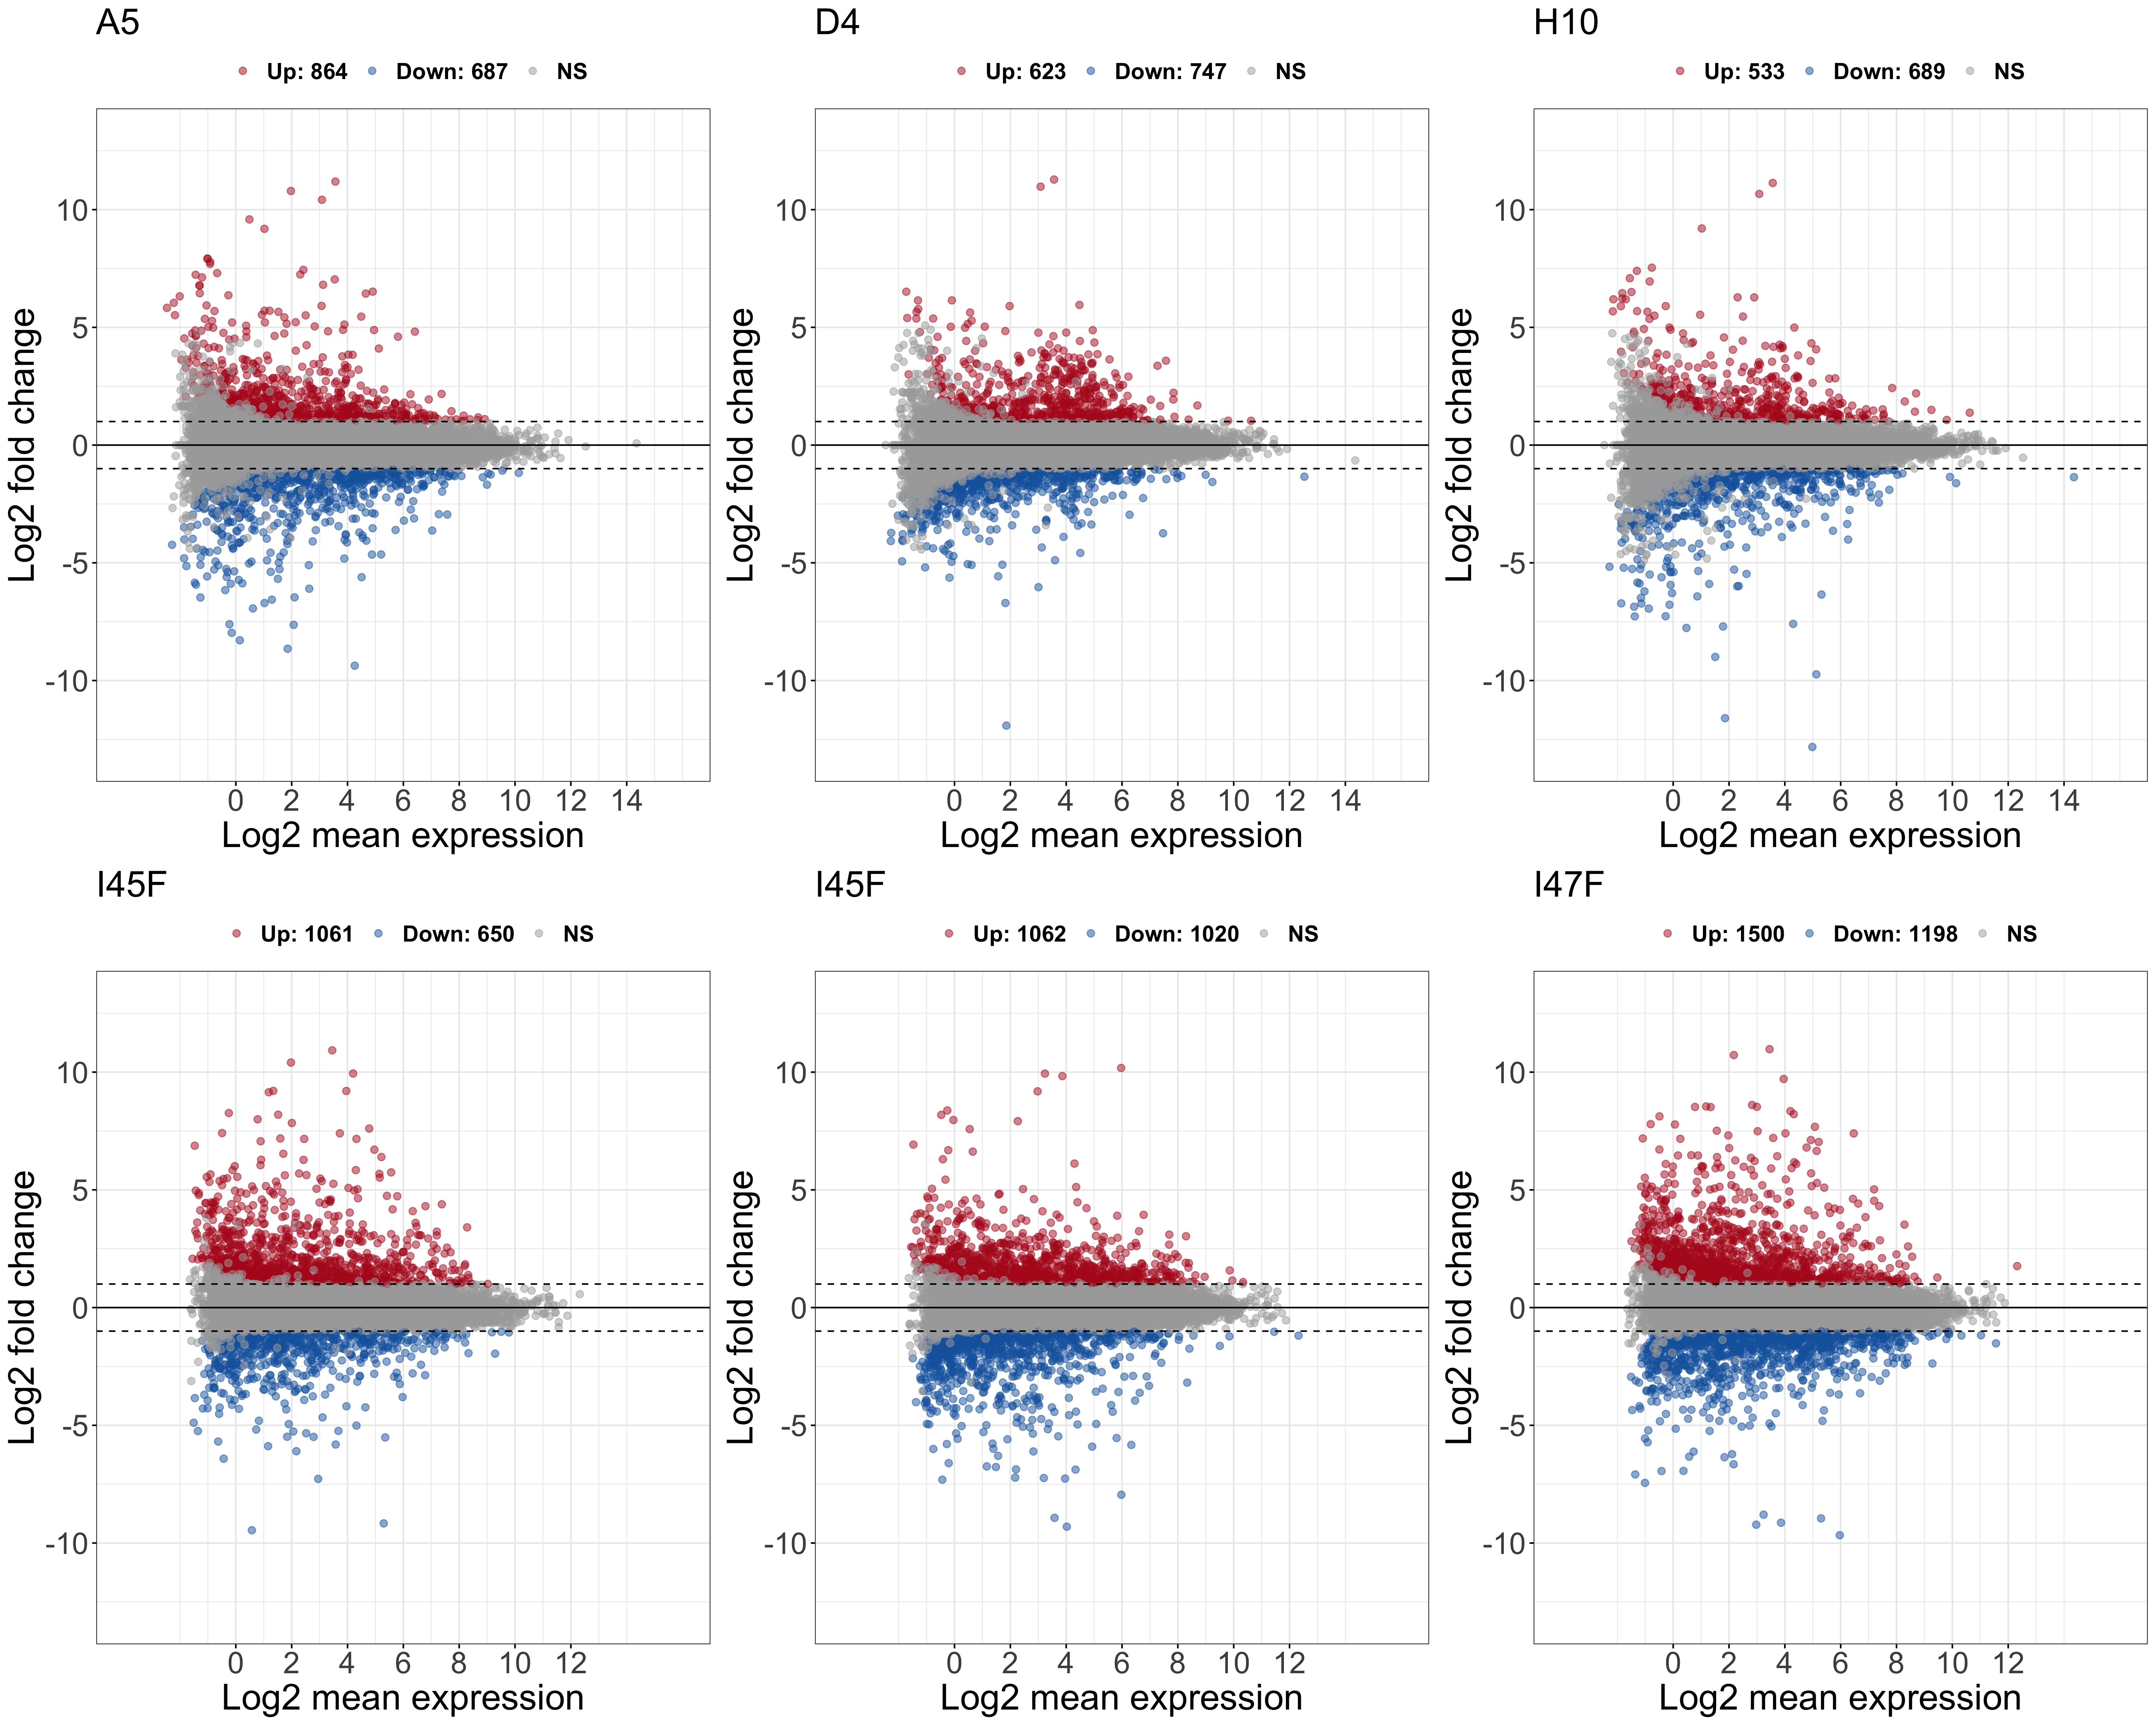 A5
Up: 864 Down: 687 NS
Log2 fold change
10
5
0
-5
-10
0 2 4 6 8 10 12 14
Log2 mean expression
D4
Up: 623 Down: 747 NS
Log2 fold change
10
5
0
-5
-10
0 2 4 6 8 10 12 14
Log2 mean expression
H10
Up: 533 Down: 689 NS
Log2 fold change
10
5
0
-5
-10
0 2 4 6 8 10 12 14
Log2 mean expression
I45F
Up: 1061 Down: 650 NS
Log2 fold change
10
5
0
-5
-10
0 2 4 6 8 10 12
Log2 mean expression
I45F
Up: 1062 Down: 1020 NS
Log2 fold change
10
5
0
-5
-10
0 2 4 6 8 10 12
Log2 mean expression
I47F
Up: 1500 Down: 1198 NS
Log2 fold change
10
5
0
-5
-10
0 2 4 6 8 10 12
Log2 mean expression